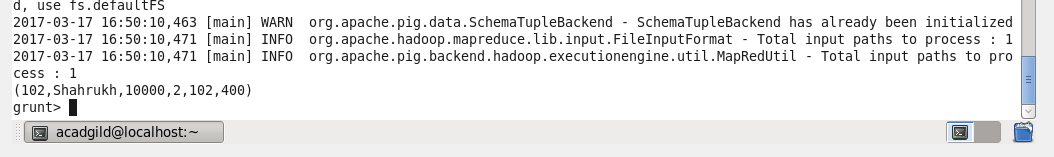 d, use fs.defaultFS
2017-03-17 16:50:10,463 [main] WARN  org.apache.pig.data.SchemaTupleBackend - SchemaTupleBackend has already been initialized
2017-03-17 16:50:10,471 [main] INFO  org.apache.hadoop.mapreduce.lib.input.FileInputFormat - Total input paths to process : 1
2017-03-17 16:50:10,471 [main] INFO  org.apache.pig.backend.hadoop.executionengine.util.MapRedUtil - Total input paths to pro
cess : 1
(102,Shahrukh,10000,2,102,400)
grunt>
acadgild@localhost:~